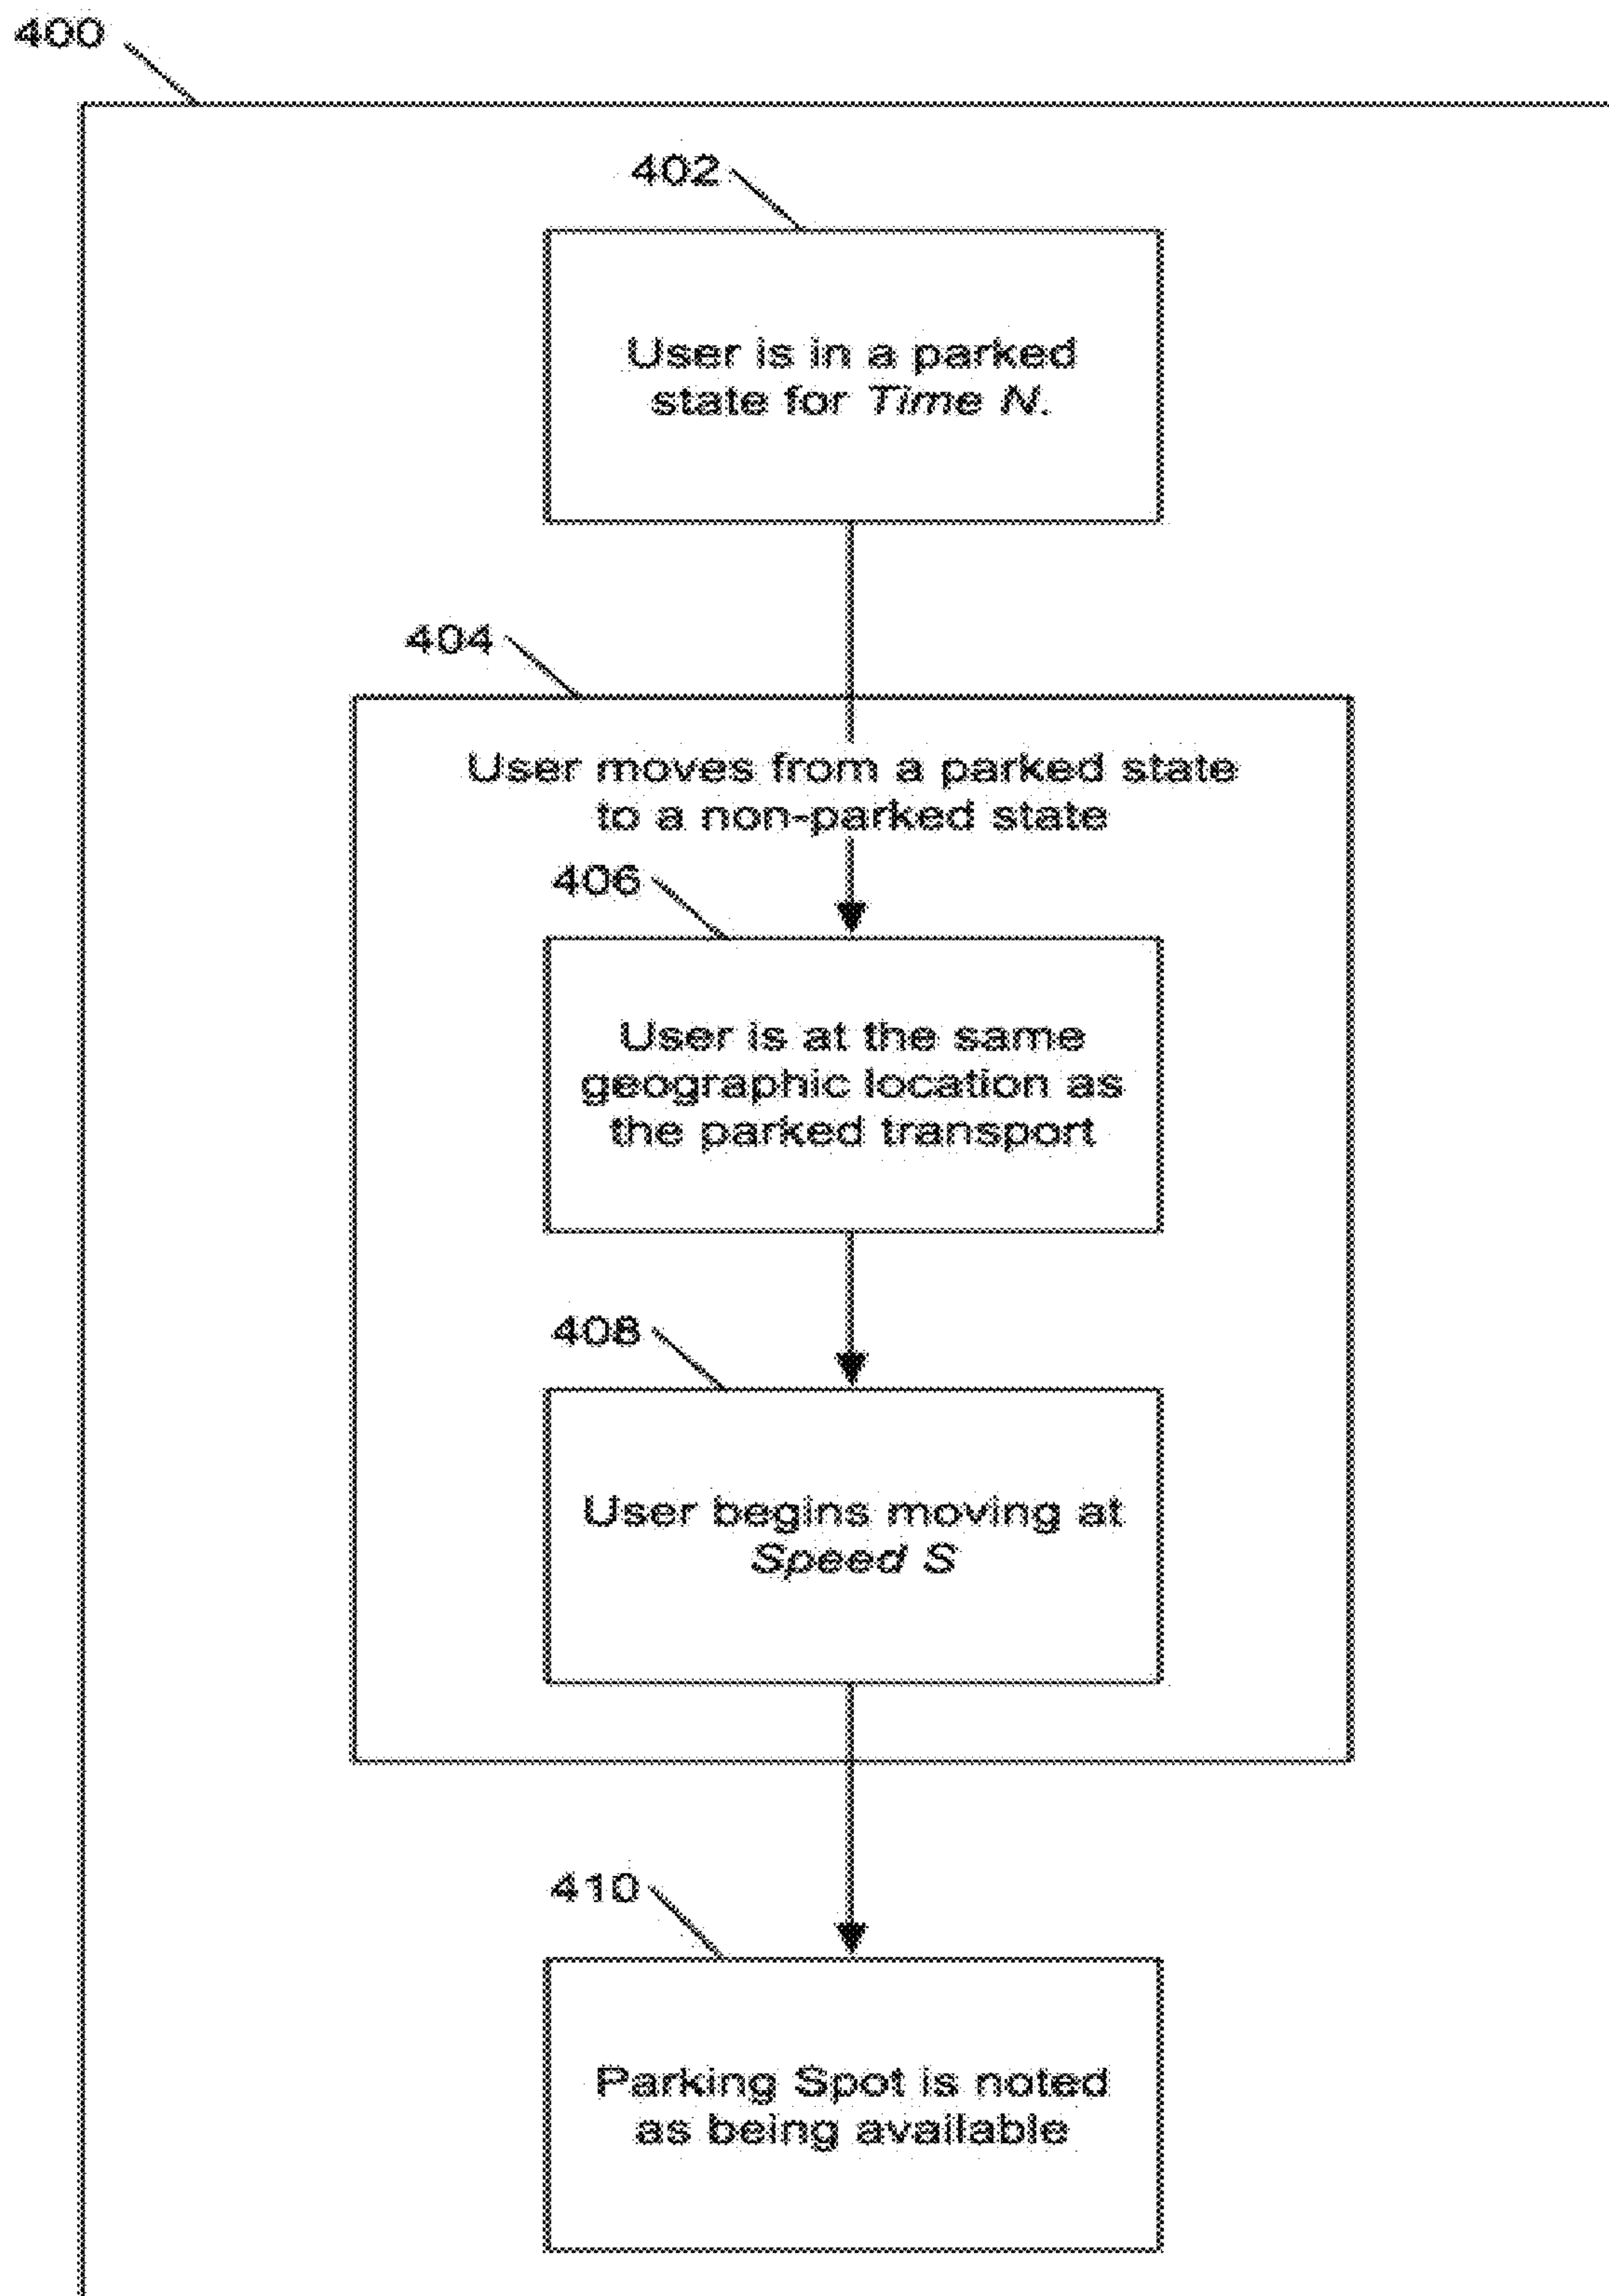 400
402
User is in a parked
state for Time N.
404
User moves from a parked state
to a non-parked state
406
User is at the same
geographic location as
the parked transport
408
User begins moving at
Speed S
410
Parking Spot is noted
as being available